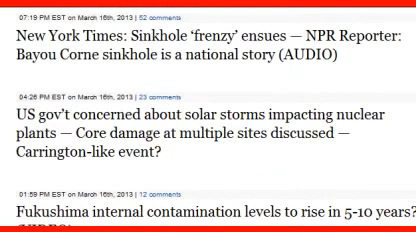 07:19 PM EST on March 16th, 2013 | 52 comments
New York Times: Sinkhole ‘frenzy’ ensues — NPR Reporter:
Bayou Corne sinkhole is a national story (AUDIO)
04:26 PM EST on March 16th, 2013 | 23 comments
US gov’t concerned about solar storms impacting nuclear
plants — Core damage at multiple sites discussed —
Carrington-like event?
01:59 PM EST on March 16th, 2013 | 12 comments
Fukushima internal contamination levels to rise in 5-10 years?
(VIDEO)